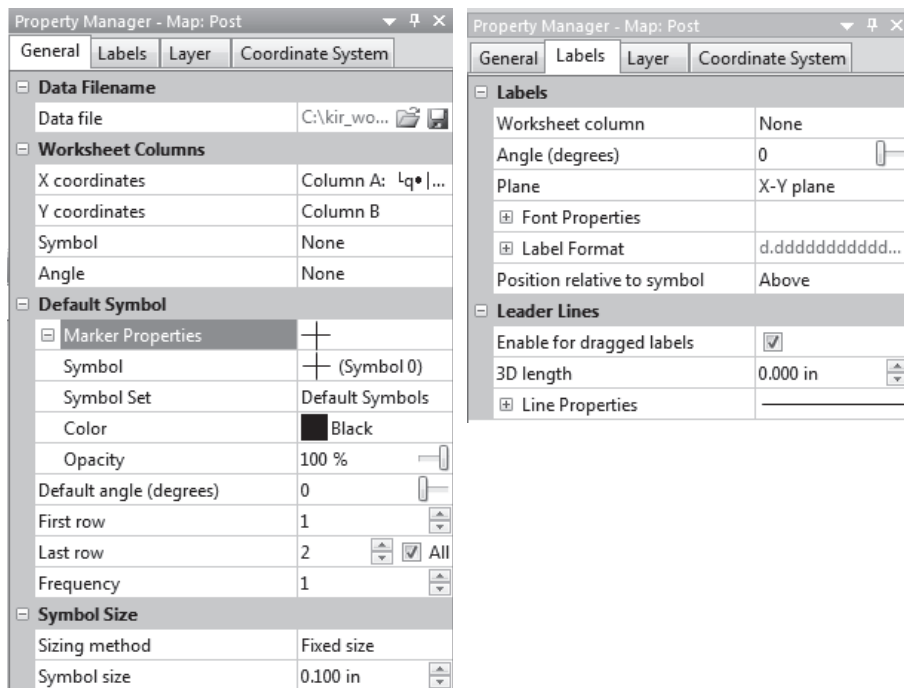 Property Manager - Map: Post
General Labels Layer Coordinate System
Data Filename
Data file C:\kir_wo...
Worksheet Columns
X coordinates Column A: └q•|...
Y coordinates Column B
Symbol None
Angle None
Default Symbol
Marker Properties
Symbol (Symbol 0)
Symbol Set Default Symbols
Color Black
Opacity 100 %
Default angle (degrees) 0
First row 1
Last row 2 All
Frequency 1
Symbol Size
Sizing method Fixed size
Symbol size 0.100 in
Property Manager - Map: Post
General Labels Layer Coordinate System
Labels
Worksheet column None
Angle (degrees) 0
Plane X-Y plane
Font Properties
Label Format d.ddddddddddd...
Position relative to symbol Above
Leader Lines
Enable for dragged labels
3D length 0.000 in
Line Properties